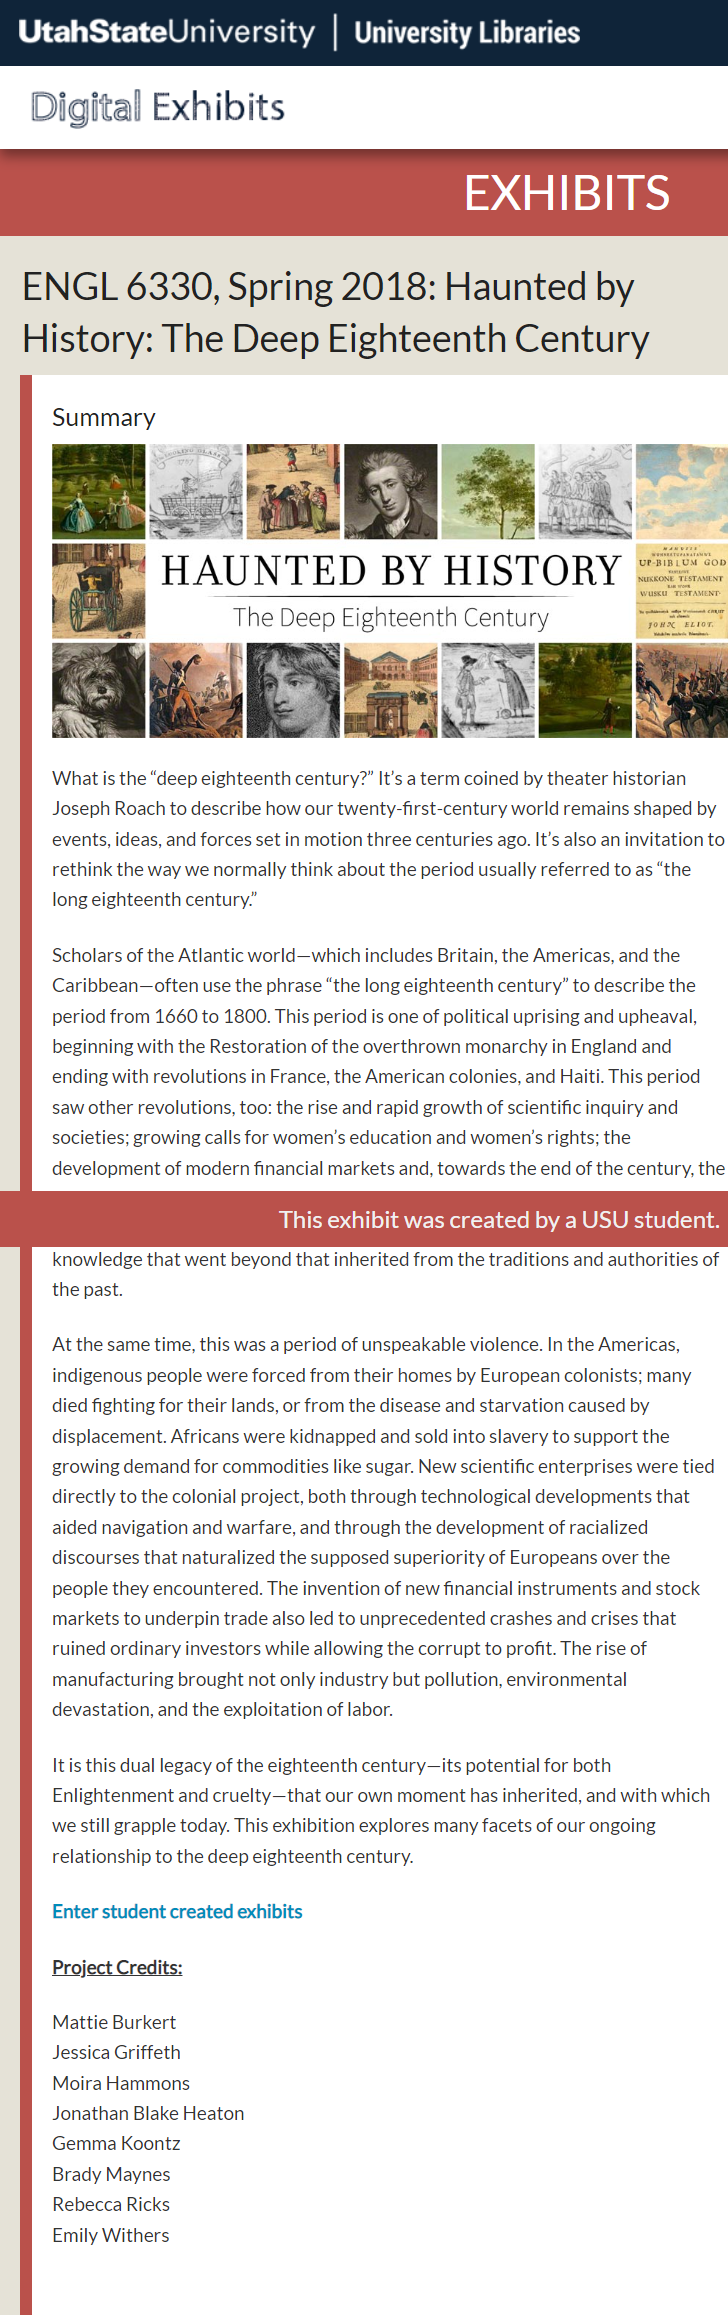 UtahStateUniversity | University Libraries
Digital Exhibits
EXHIBITS
ENGL 6330, Spring 2018: Haunted by
History: The Deep Eighteenth Century
Summary
HAUNTED BY HISTORY
The Deep Eighteenth Century
UP-BIBLUM GOD
NUKKONE TESTAMENT
WUSKU TESTAMENT
JOHN ELIOT.
What is the “deep eighteenth century?” It’s a term coined by theater historian
Joseph Roach to describe how our twenty-first-century world remains shaped by
events, ideas, and forces set in motion three centuries ago. It’s also an invitation to
rethink the way we normally think about the period usually referred to as “the
long eighteenth century.”
Scholars of the Atlantic world—which includes Britain, the Americas, and the
Caribbean—often use the phrase “the long eighteenth century” to describe the
period from 1660 to 1800. This period is one of political uprising and upheaval,
beginning with the Restoration of the overthrown monarchy in England and
ending with revolutions in France, the American colonies, and Haiti. This period
saw other revolutions, too: the rise and rapid growth of scientific inquiry and
societies; growing calls for women’s education and women’s rights; the
development of modern financial markets and, towards the end of the century, the
This exhibit was created by a USU student.
knowledge that went beyond that inherited from the traditions and authorities of
the past.
At the same time, this was a period of unspeakable violence. In the Americas,
indigenous people were forced from their homes by European colonists; many
died fighting for their lands, or from the disease and starvation caused by
displacement. Africans were kidnapped and sold into slavery to support the
growing demand for commodities like sugar. New scientific enterprises were tied
directly to the colonial project, both through technological developments that
aided navigation and warfare, and through the development of racialized
discourses that naturalized the supposed superiority of Europeans over the
people they encountered. The invention of new financial instruments and stock
markets to underpin trade also led to unprecedented crashes and crises that
ruined ordinary investors while allowing the corrupt to profit. The rise of
manufacturing brought not only industry but pollution, environmental
devastation, and the exploitation of labor.
It is this dual legacy of the eighteenth century—its potential for both
Enlightenment and cruelty—that our own moment has inherited, and with which
we still grapple today. This exhibition explores many facets of our ongoing
relationship to the deep eighteenth century.
Enter student created exhibits
Project Credits:
Mattie Burkert
Jessica Griffeth
Moira Hammons
Jonathan Blake Heaton
Gemma Koontz
Brady Maynes
Rebecca Ricks
Emily Withers